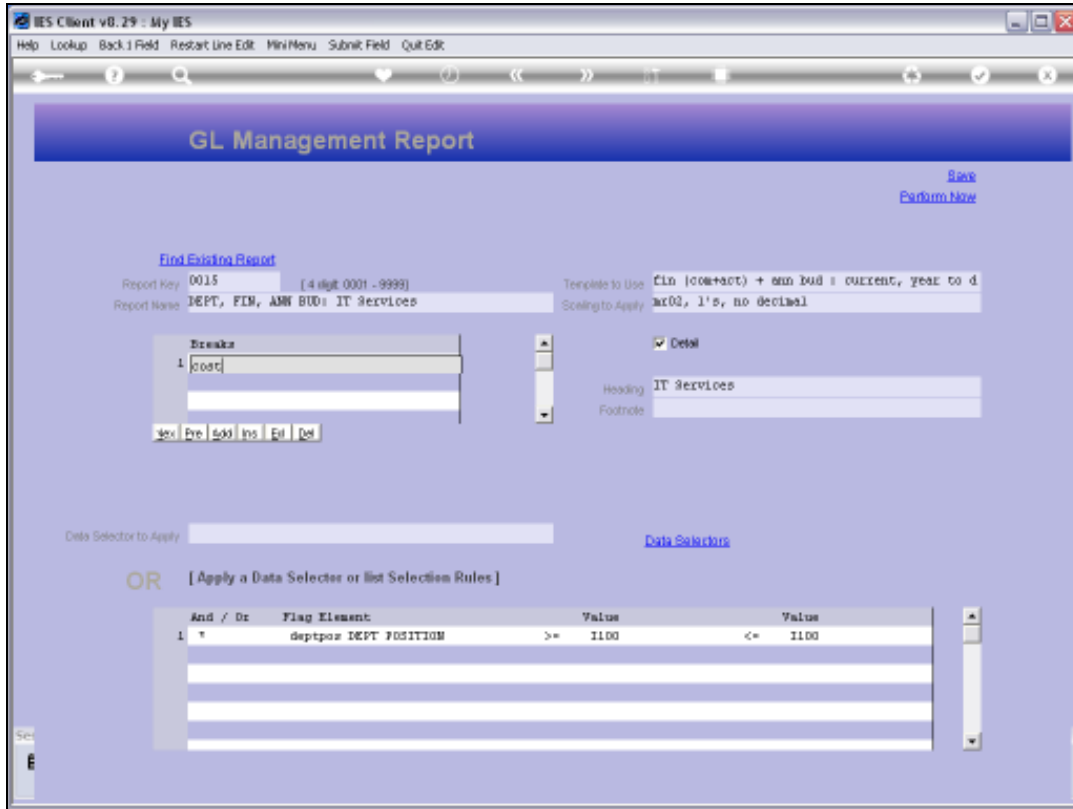 IES Client v8.29 : My IES
Help Lookup Back 1 Field Restart Line Edit MiniMenu Submit Field Quit Edit
GL Management Report
Save
Perform Now
Find Existing Report
Report Key 0015 [ 4 digit: 0001 - 9999]
Template to Use fin (com+act) + ann bud : current, year to d
Report Name DEPT, FIN, ANN BUD: IT Services
Scaling to Apply mr02, 1's, no decimal
Breaks
Detail
1 cost
Heading IT Services
Footnote
Nex Pre Add Ins Eil Del
Data Selector to Apply
Data Selectors
OR [ Apply a Data Selector or list Selection Rules ]
And / Or Flag Element Value Value
1 deptpos DEPT POSITION >= I100 <= I100